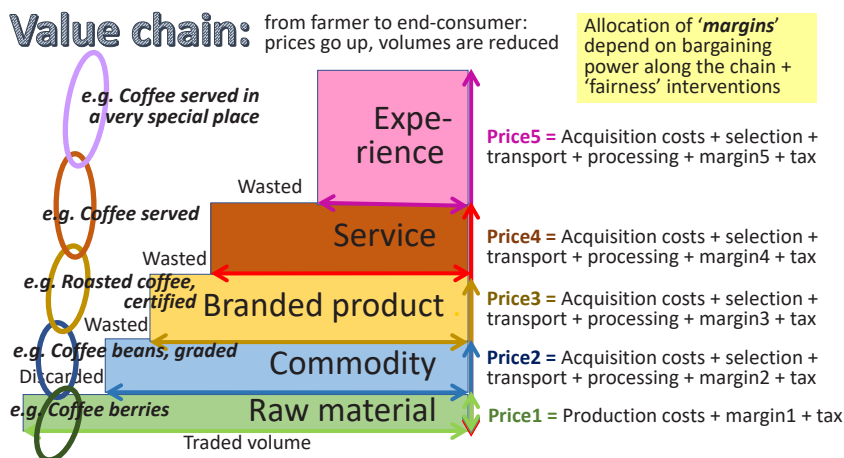 Value chain:
from farmer to end-consumer:
prices go up, volumes are reduced
Allocation of ‘margins’
depend on bargaining
power along the chain +
‘fairness’ interventions
e.g. Coffee served in
a very special place
Expe-
rience
Price5 = Acquisition costs + selection +
transport + processing + margin5 + tax
Wasted
e.g. Coffee served
Service
Price4 = Acquisition costs + selection +
transport + processing + margin4 + tax
Wasted
e.g. Roasted coffee,
certified
Branded product
Price3 = Acquisition costs + selection +
transport + processing + margin3 + tax
Wasted
e.g. Coffee beans, graded
Commodity
Price2 = Acquisition costs + selection +
transport + processing + margin2 + tax
Discarded
e.g. Coffee berries
Raw material
Price1 = Production costs + margin1 + tax
Traded volume